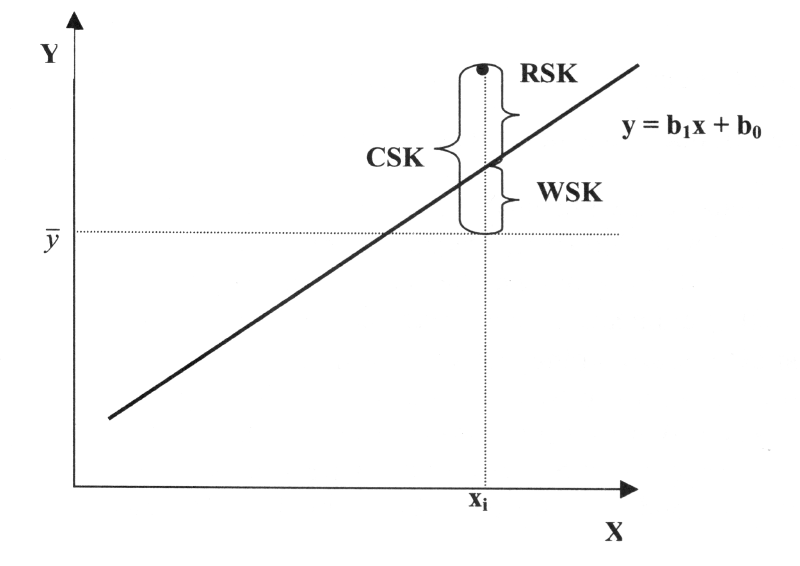 Y
RSK
y = b₁x + b₀
CSK
WSK
y̅
xᵢ
X